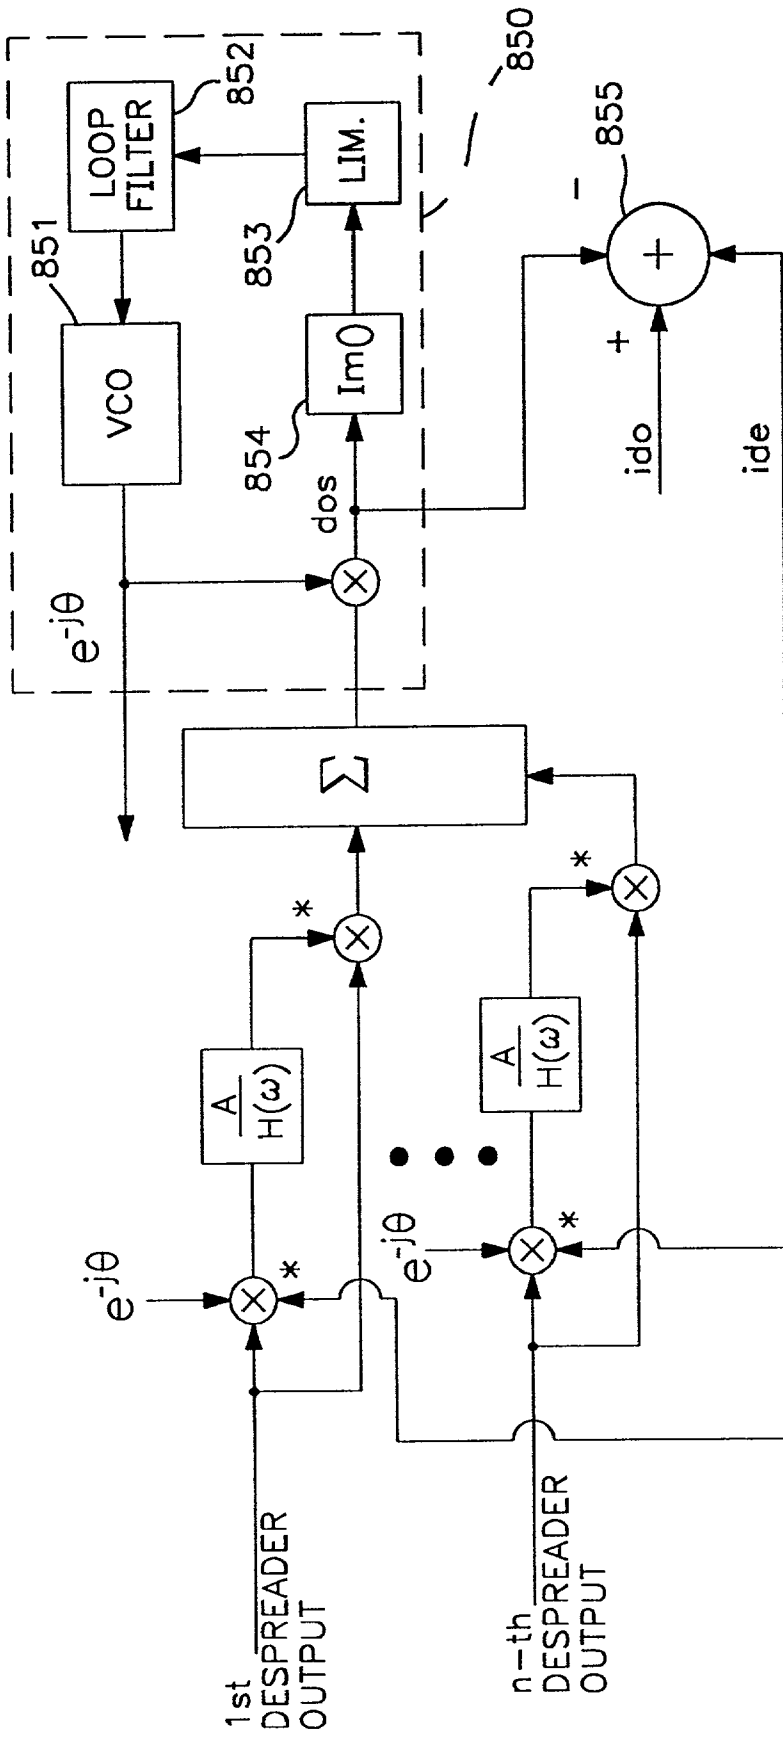 e^-jθ
VCO
851
LOOP
FILTER
852
e^-jθ
*
A
H(ω)
*
1st
DESPREADER
OUTPUT
Σ
×
×
×
dos
854
Im()
853
LIM.
850
e^-jθ
*
A
H(ω)
*
n-th
DESPREADER
OUTPUT
×
×
ido
+
+
-
855
ide